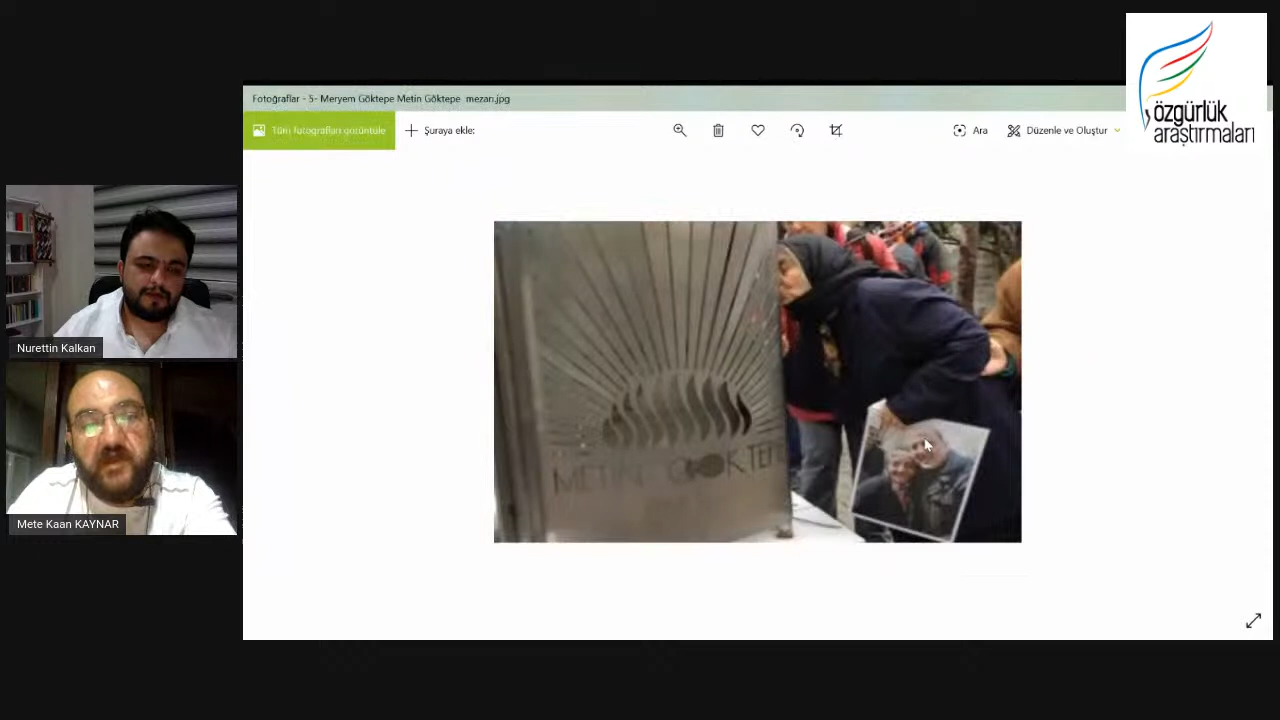 Fotoğraflar - 5- Meryem Göktepe Metin Göktepe mezarı.jpg
Tüm fotoğrafları görüntüle
Şuraya ekle:
Ara
Düzenle ve Oluştur
özgürlük
araştırmaları
Nurettin Kalkan
METİN GÖKTEPE
Mete Kaan KAYNAR